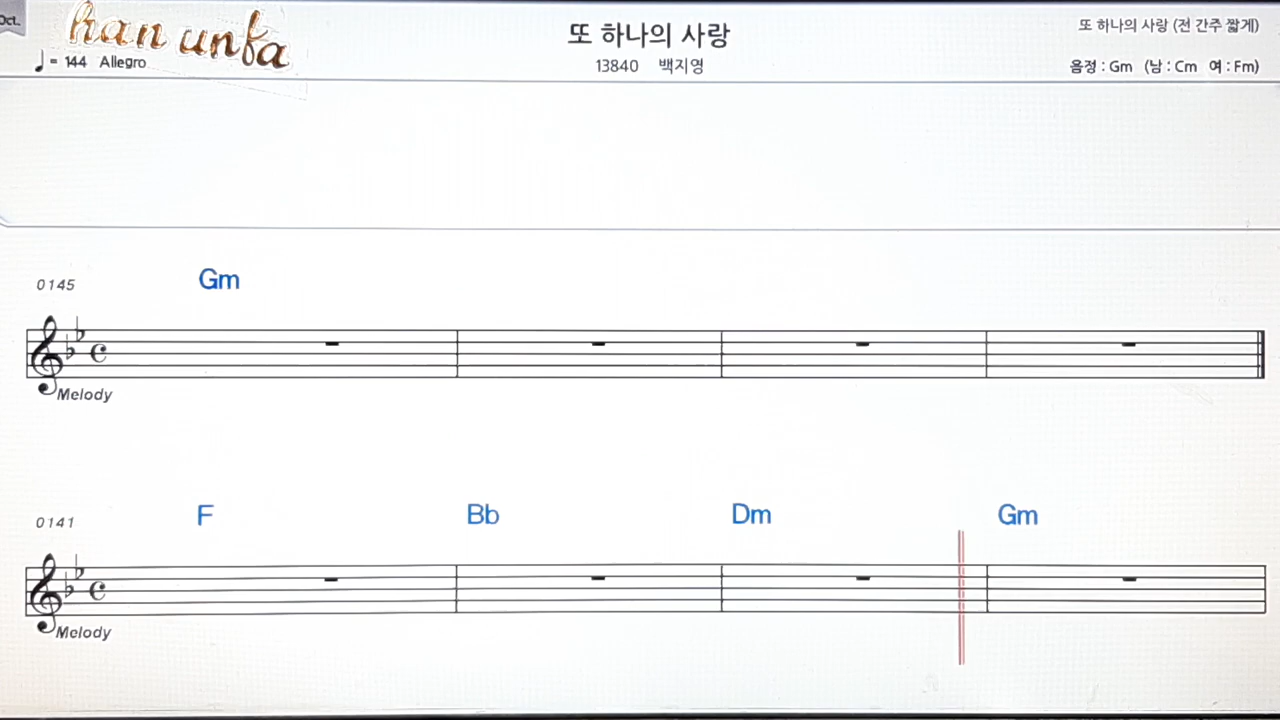 Oct.
han unfa
♩= 144 Allegro
또 하나의 사랑
13840 백지영
또 하나의 사랑 (전 간주 짧게)
음정 : Gm (남 : Cm 여 : Fm)
0145 Gm
Melody
0141 F Bb Dm Gm
Melody